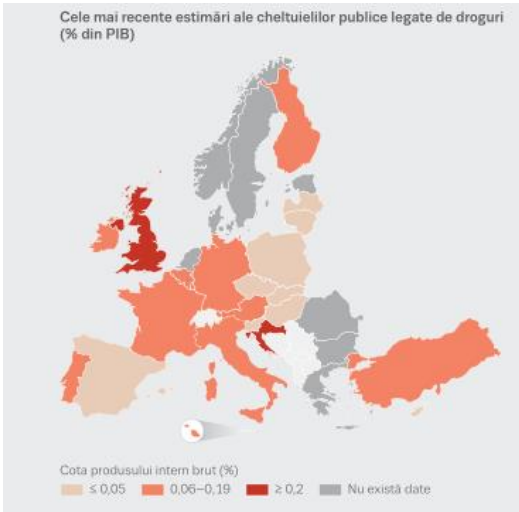 Cele mai recente estimări ale cheltuielilor publice legate de droguri
(% din PIB)
Cota produsului intern brut (%)
≤ 0,05
0,06–0,19
≥ 0,2
Nu există date